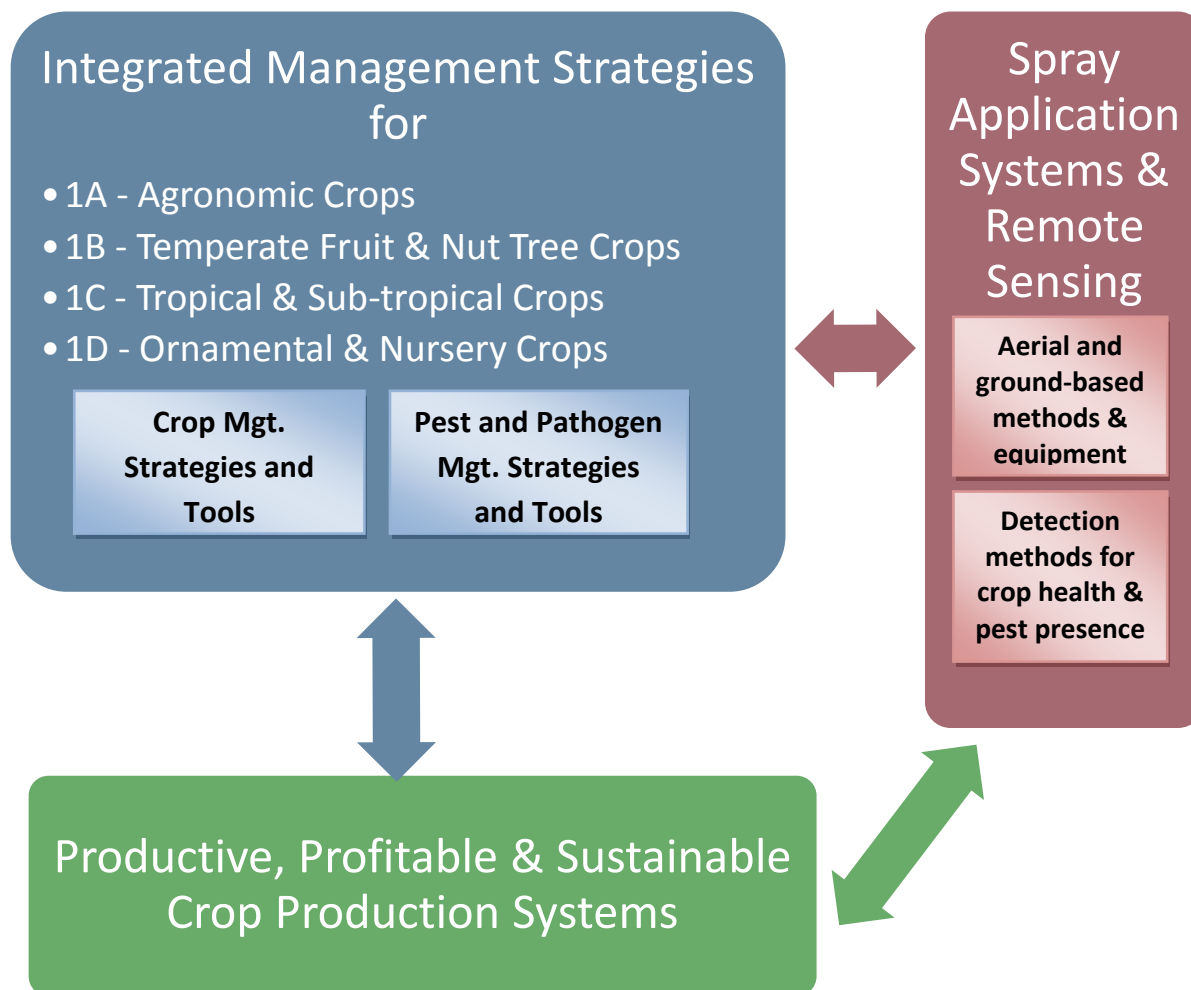 Integrated Management Strategies
for
• 1A - Agronomic Crops
• 1B - Temperate Fruit & Nut Tree Crops
• 1C - Tropical & Sub-tropical Crops
• 1D - Ornamental & Nursery Crops
Crop Mgt.
Strategies and
Tools
Pest and Pathogen
Mgt. Strategies
and Tools
Spray
Application
Systems &
Remote
Sensing
Aerial and
ground-based
methods &
equipment
Detection
methods for
crop health &
pest presence
Productive, Profitable & Sustainable
Crop Production Systems